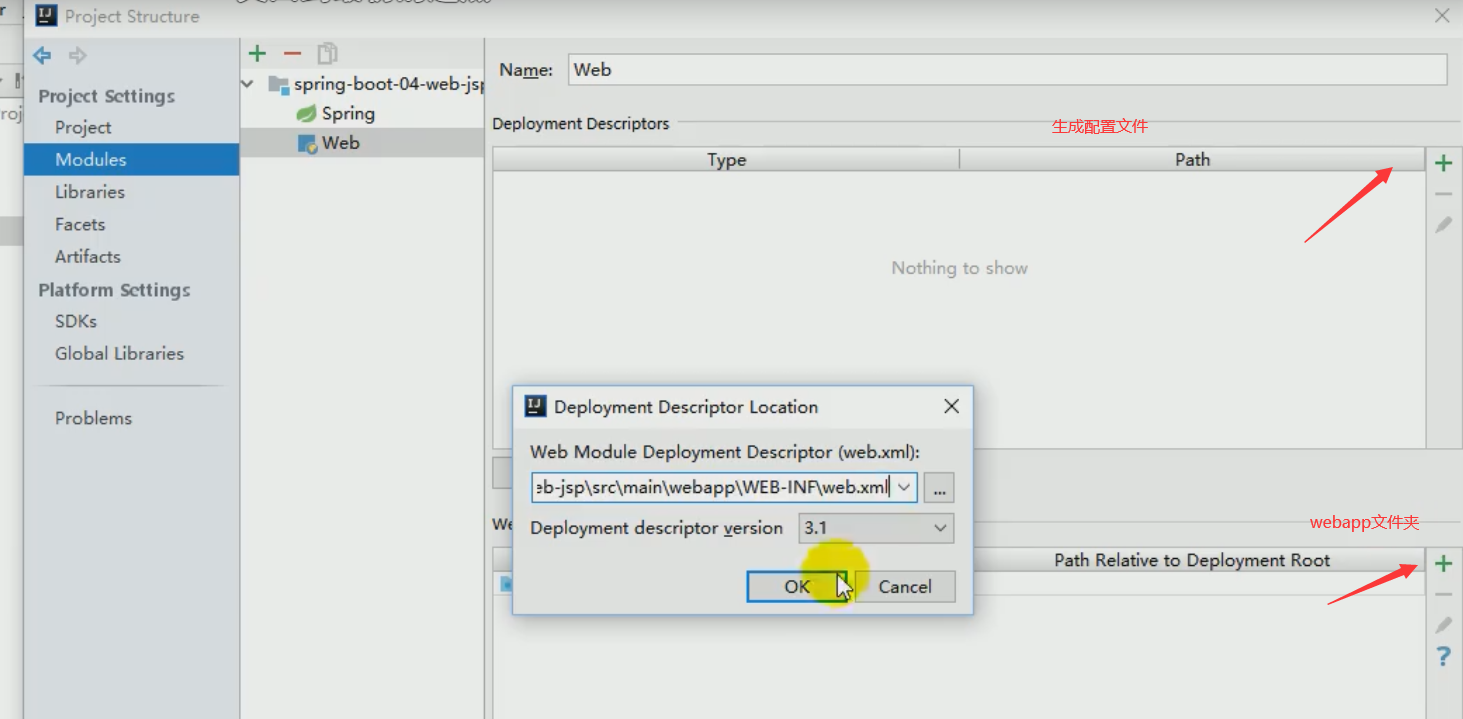 Project Structure
Project Settings
Project
Modules
Libraries
Facets
Artifacts
Platform Settings
SDKs
Global Libraries
Problems
spring-boot-04-web-jsp
Spring
Web
Name: Web
Deployment Descriptors
生成配置文件
Type Path
Nothing to show
Deployment Descriptor Location
Web Module Deployment Descriptor (web.xml):
eb-jsp\src\main\webapp\WEB-INF\web.xml
...
Deployment descriptor version 3.1
OK Cancel
We
webapp文件夹
Path Relative to Deployment Root